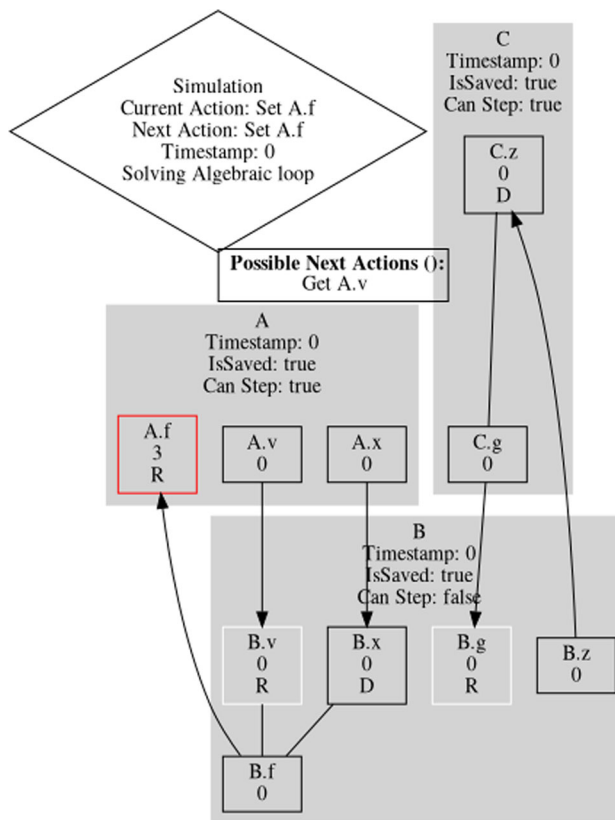 Simulation
Current Action: Set A.f
Next Action: Set A.f
Timestamp: 0
Solving Algebraic loop
C
Timestamp: 0
IsSaved: true
Can Step: true
C.z
0
D
Possible Next Actions ():
Get A.v
A
Timestamp: 0
IsSaved: true
Can Step: true
A.f
3
R
A.v
0
A.x
0
C.g
0
B
Timestamp: 0
IsSaved: true
Can Step: false
B.v
0
R
B.x
0
D
B.g
0
R
B.z
0
B.f
0